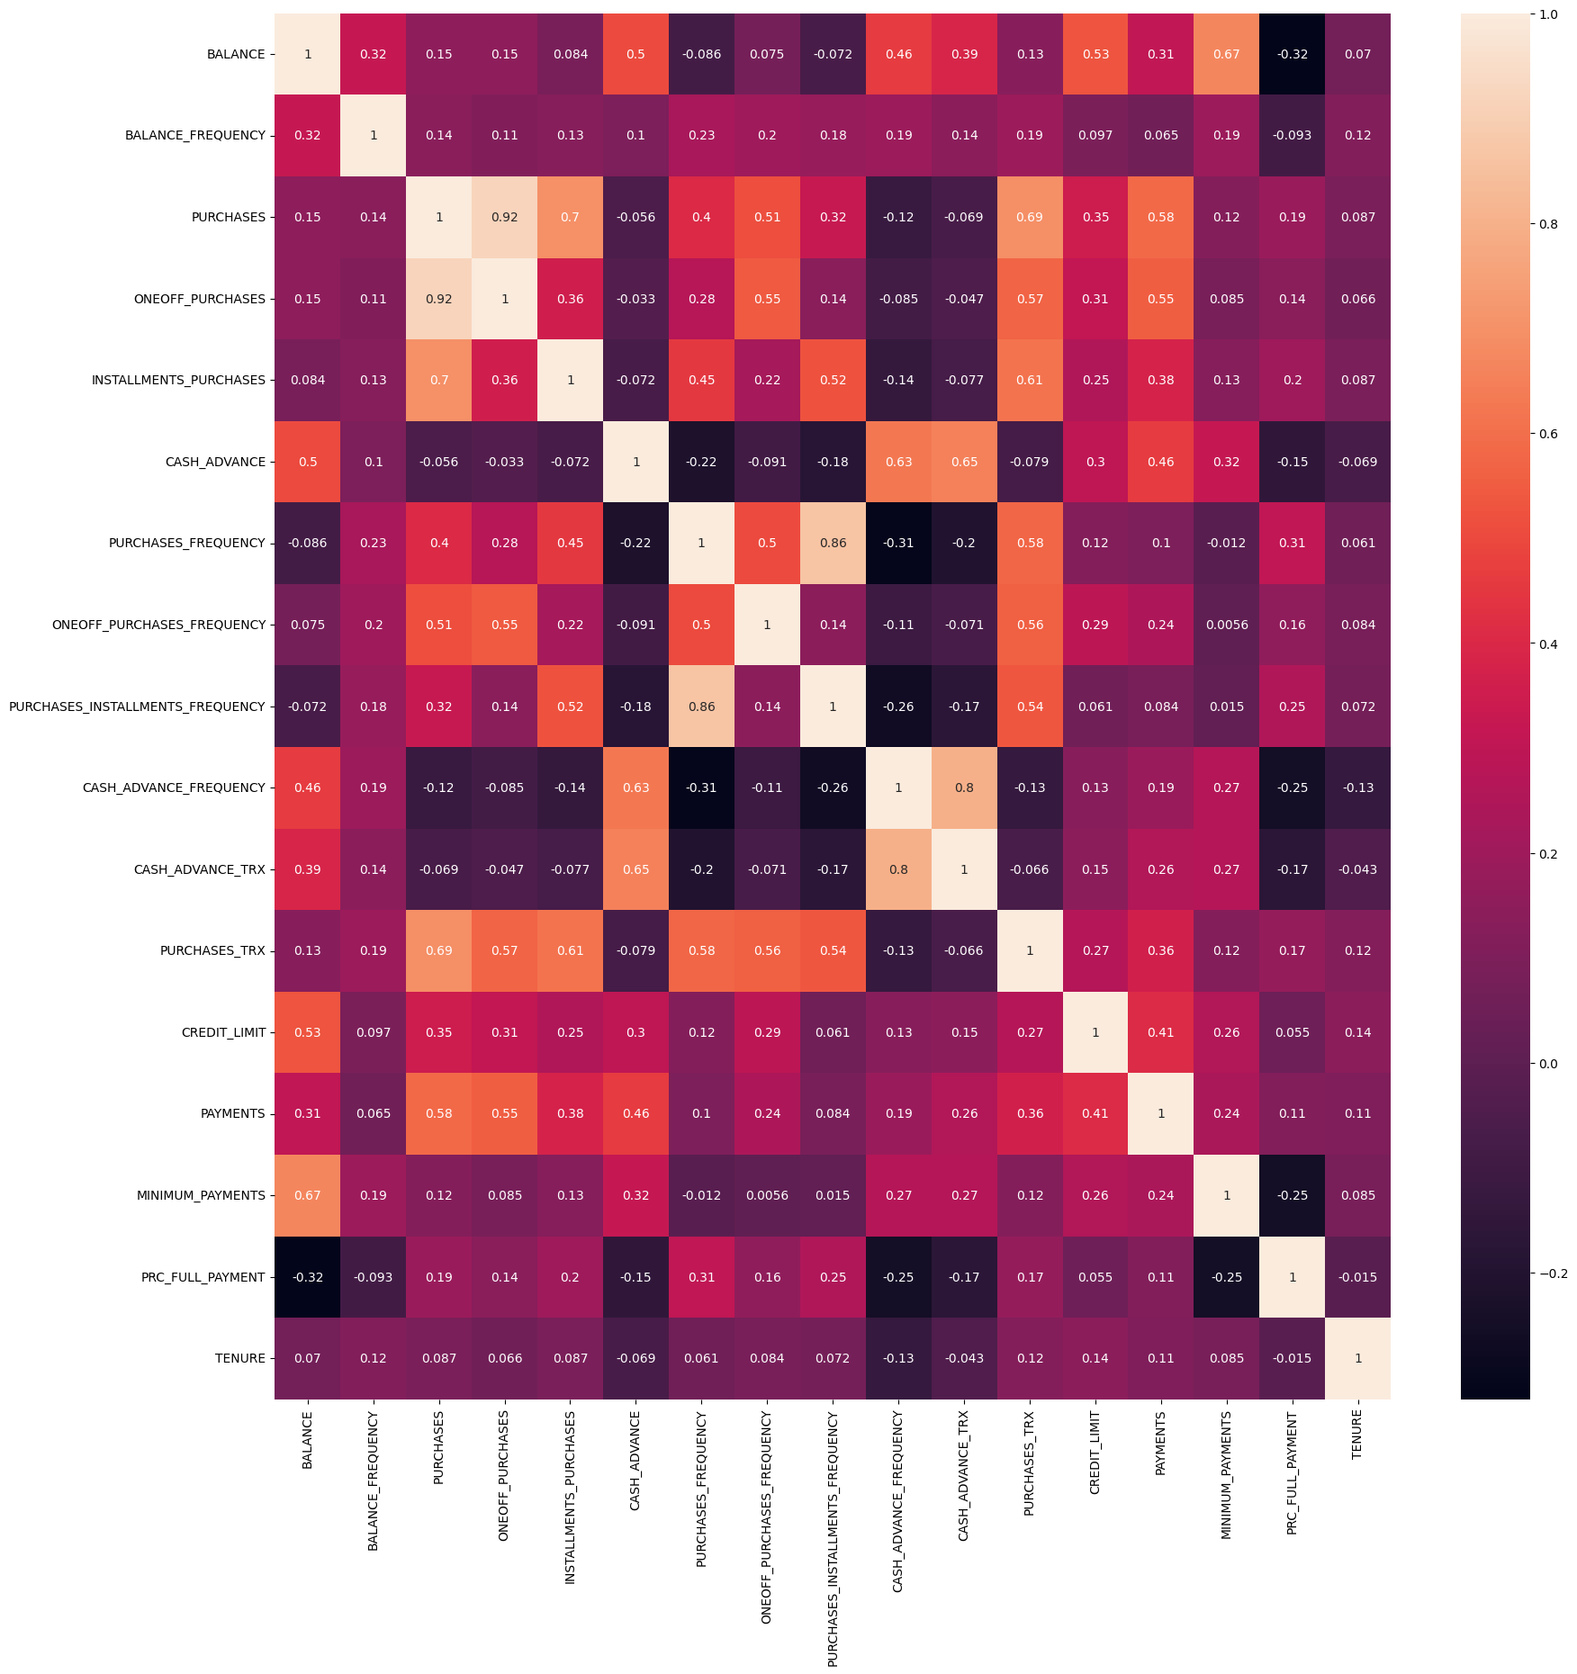 BALANCE 1 0.32 0.15 0.15 0.084 0.5 -0.086 0.075 -0.072 0.46 0.39 0.13 0.53 0.31 0.67 -0.32 0.07
BALANCE_FREQUENCY 0.32 1 0.14 0.11 0.13 0.1 0.23 0.2 0.18 0.19 0.14 0.19 0.097 0.065 0.19 -0.093 0.12
PURCHASES 0.15 0.14 1 0.92 0.7 -0.056 0.4 0.51 0.32 -0.12 -0.069 0.69 0.35 0.58 0.12 0.19 0.087
ONEOFF_PURCHASES 0.15 0.11 0.92 1 0.36 -0.033 0.28 0.55 0.14 -0.085 -0.047 0.57 0.31 0.55 0.085 0.14 0.066
INSTALLMENTS_PURCHASES 0.084 0.13 0.7 0.36 1 -0.072 0.45 0.22 0.52 -0.14 -0.077 0.61 0.25 0.38 0.13 0.2 0.087
CASH_ADVANCE 0.5 0.1 -0.056 -0.033 -0.072 1 -0.22 -0.091 -0.18 0.63 0.65 -0.079 0.3 0.46 0.32 -0.15 -0.069
PURCHASES_FREQUENCY -0.086 0.23 0.4 0.28 0.45 -0.22 1 0.5 0.86 -0.31 -0.2 0.58 0.12 0.1 -0.012 0.31 0.061
ONEOFF_PURCHASES_FREQUENCY 0.075 0.2 0.51 0.55 0.22 -0.091 0.5 1 0.14 -0.11 -0.071 0.56 0.29 0.24 0.0056 0.16 0.084
PURCHASES_INSTALLMENTS_FREQUENCY -0.072 0.18 0.32 0.14 0.52 -0.18 0.86 0.14 1 -0.26 -0.17 0.54 0.061 0.084 0.015 0.25 0.072
CASH_ADVANCE_FREQUENCY 0.46 0.19 -0.12 -0.085 -0.14 0.63 -0.31 -0.11 -0.26 1 0.8 -0.13 0.13 0.19 0.27 -0.25 -0.13
CASH_ADVANCE_TRX 0.39 0.14 -0.069 -0.047 -0.077 0.65 -0.2 -0.071 -0.17 0.8 1 -0.066 0.15 0.26 0.27 -0.17 -0.043
PURCHASES_TRX 0.13 0.19 0.69 0.57 0.61 -0.079 0.58 0.56 0.54 -0.13 -0.066 1 0.27 0.36 0.12 0.17 0.12
CREDIT_LIMIT 0.53 0.097 0.35 0.31 0.25 0.3 0.12 0.29 0.061 0.13 0.15 0.27 1 0.41 0.26 0.055 0.14
PAYMENTS 0.31 0.065 0.58 0.55 0.38 0.46 0.1 0.24 0.084 0.19 0.26 0.36 0.41 1 0.24 0.11 0.11
MINIMUM_PAYMENTS 0.67 0.19 0.12 0.085 0.13 0.32 -0.012 0.0056 0.015 0.27 0.27 0.12 0.26 0.24 1 -0.25 0.085
PRC_FULL_PAYMENT -0.32 -0.093 0.19 0.14 0.2 -0.15 0.31 0.16 0.25 -0.25 -0.17 0.17 0.055 0.11 -0.25 1 -0.015
TENURE 0.07 0.12 0.087 0.066 0.087 -0.069 0.061 0.084 0.072 -0.13 -0.043 0.12 0.14 0.11 0.085 -0.015 1
BALANCE
BALANCE_FREQUENCY
PURCHASES
ONEOFF_PURCHASES
INSTALLMENTS_PURCHASES
CASH_ADVANCE
PURCHASES_FREQUENCY
ONEOFF_PURCHASES_FREQUENCY
PURCHASES_INSTALLMENTS_FREQUENCY
CASH_ADVANCE_FREQUENCY
CASH_ADVANCE_TRX
PURCHASES_TRX
CREDIT_LIMIT
PAYMENTS
MINIMUM_PAYMENTS
PRC_FULL_PAYMENT
TENURE
1.0
0.8
0.6
0.4
0.2
0.0
−0.2